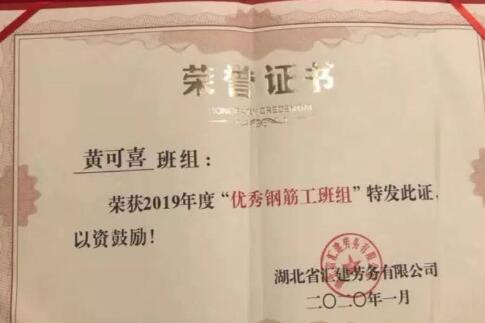 荣誉证书
HONORARY CREDENTIAL
黄可喜 班组:
荣获2019年度“优秀钢筋工班组”特发此证,
以资鼓励!
湖北省汇建劳务有限公司
二〇二〇年一月